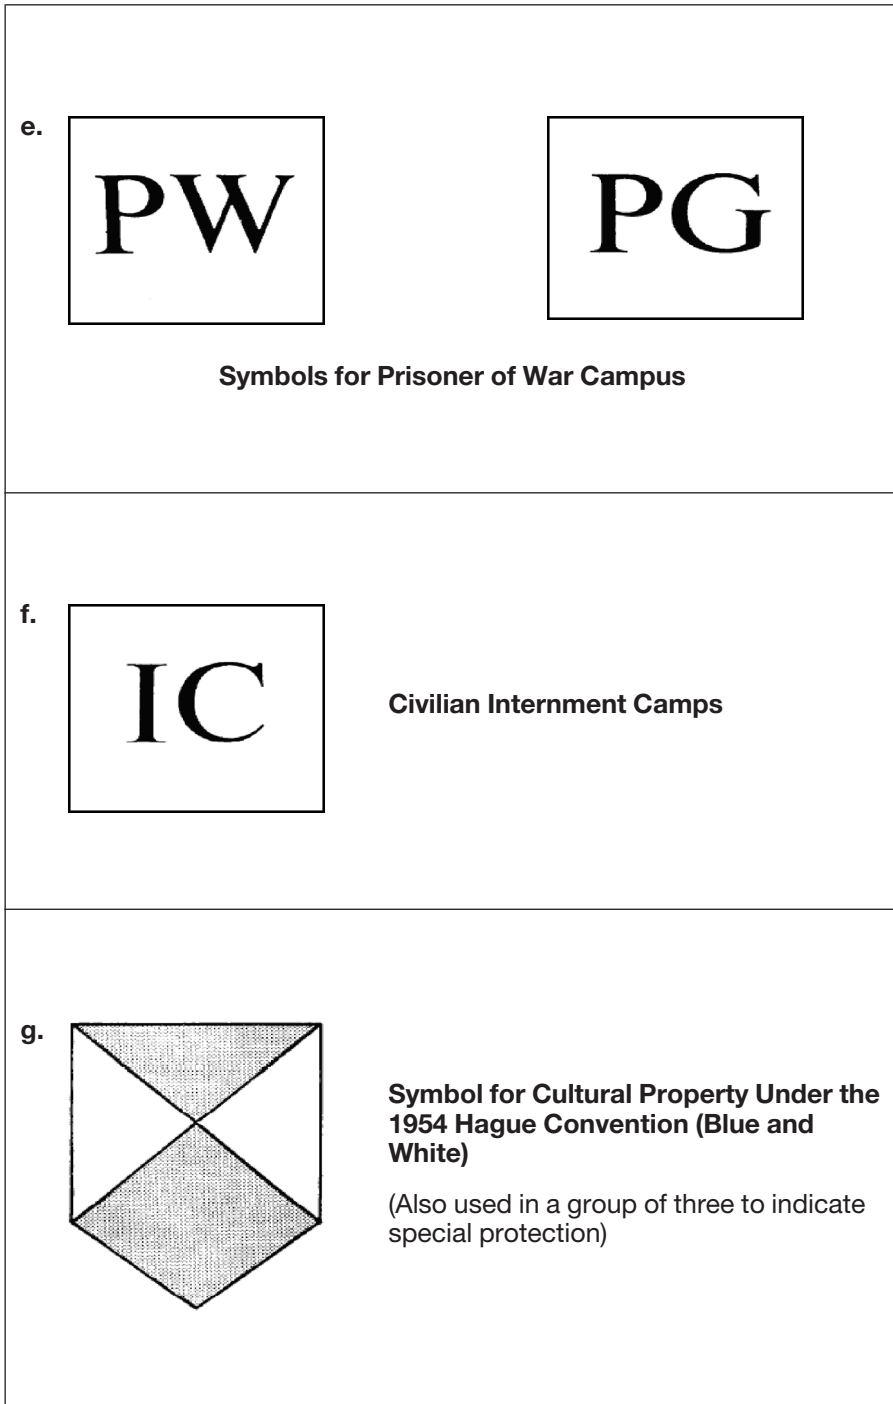 e.
PW
PG
Symbols for Prisoner of War Campus
f.
IC
Civilian Internment Camps
g.
Symbol for Cultural Property Under the
1954 Hague Convention (Blue and
White)
(Also used in a group of three to indicate
special protection)